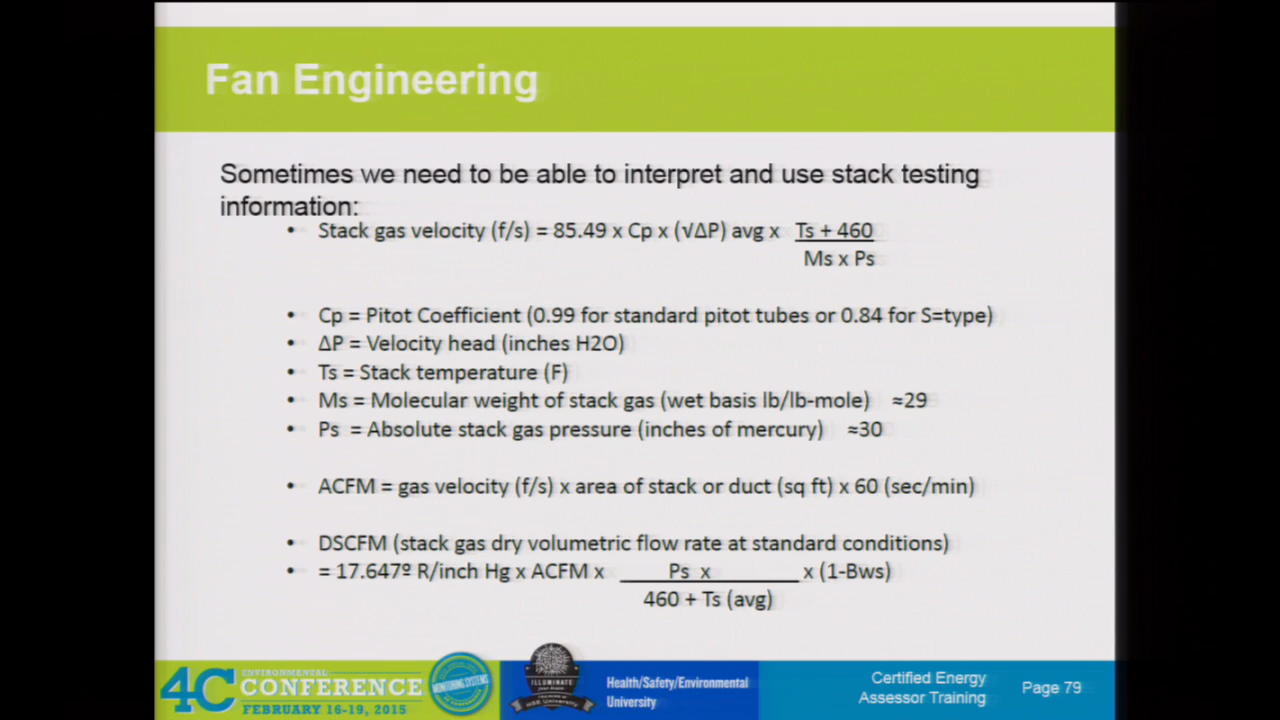 Fan Engineering
Sometimes we need to be able to interpret and use stack testing
information:
• Stack gas velocity (f/s) = 85.49 x Cp x (√ΔP) avg x Ts + 460
Ms x Ps
• Cp = Pitot Coefficient (0.99 for standard pitot tubes or 0.84 for S=type)
• ΔP = Velocity head (inches H2O)
• Ts = Stack temperature (F)
• Ms = Molecular weight of stack gas (wet basis lb/lb-mole) ≈29
• Ps = Absolute stack gas pressure (inches of mercury) ≈30
• ACFM = gas velocity (f/s) x area of stack or duct (sq ft) x 60 (sec/min)
• DSCFM (stack gas dry volumetric flow rate at standard conditions)
• = 17.647º R/inch Hg x ACFM x Ps x x (1-Bws)
460 + Ts (avg)
4C ENVIRONMENTAL
CONFERENCE
FEBRUARY 16-19, 2015
MONITORING SYSTEMS
ILLUMINATE
HSE University
Health/Safety/Environmental
University
Certified Energy
Assessor Training
Page 79